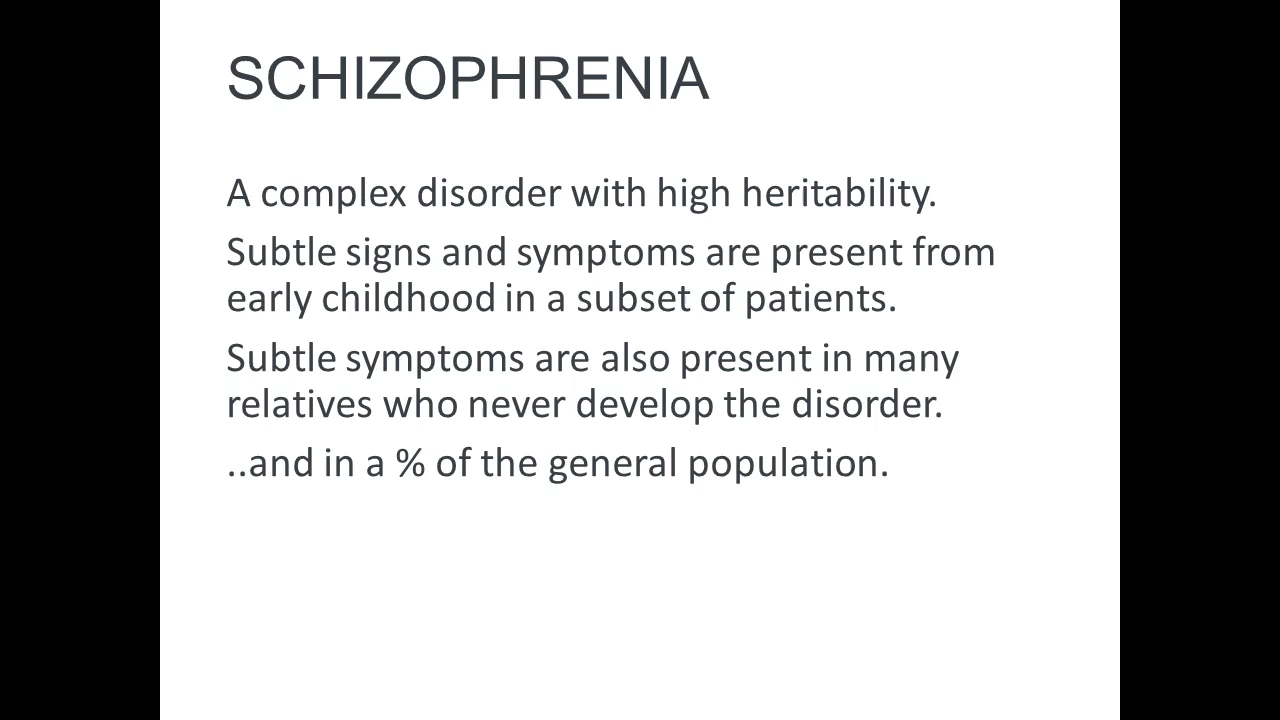 SCHIZOPHRENIA
A complex disorder with high heritability.
Subtle signs and symptoms are present from
early childhood in a subset of patients.
Subtle symptoms are also present in many
relatives who never develop the disorder.
..and in a % of the general population.